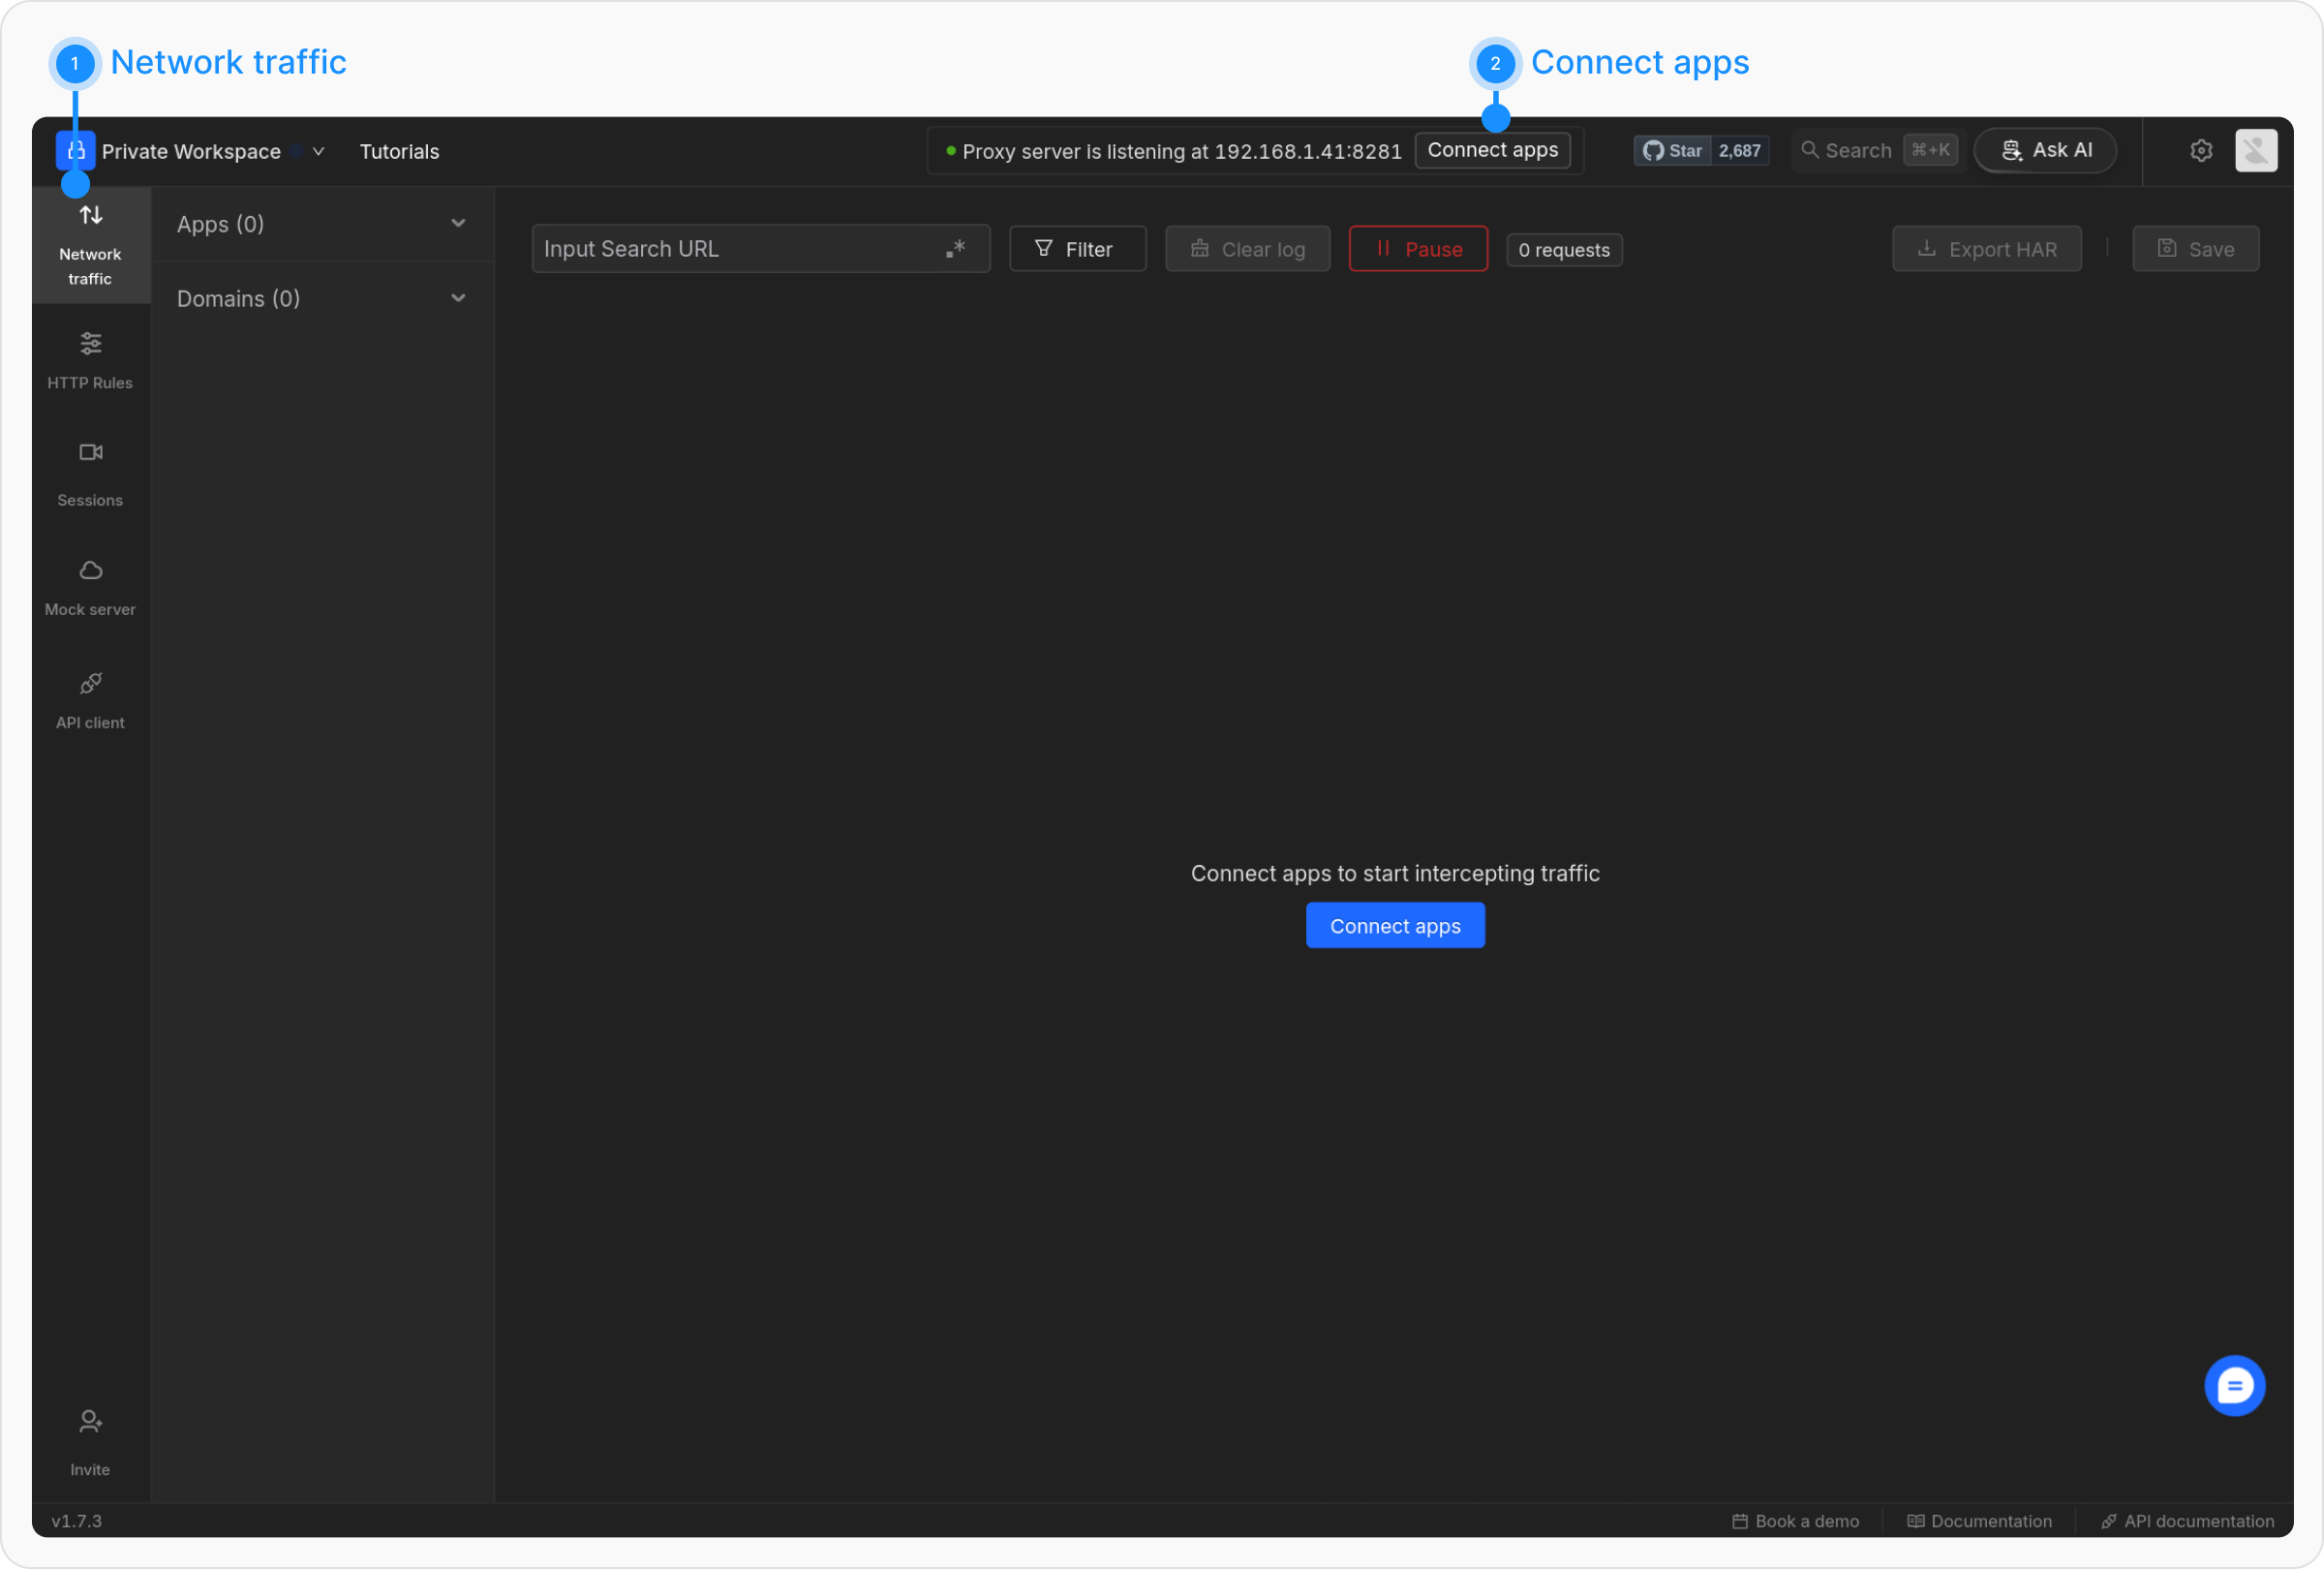 1 Network traffic
2 Connect apps
Private Workspace
Tutorials
Proxy server is listening at 192.168.1.41:8281
Connect apps
Star 2,687
Search ⌘+K
Ask AI
Network
traffic
HTTP Rules
Sessions
Mock server
API client
Invite
Apps (0)
Domains (0)
Input Search URL .*
Filter
Clear log
Pause
0 requests
Export HAR
Save
Connect apps to start intercepting traffic
Connect apps
v1.7.3
Book a demo
Documentation
API documentation